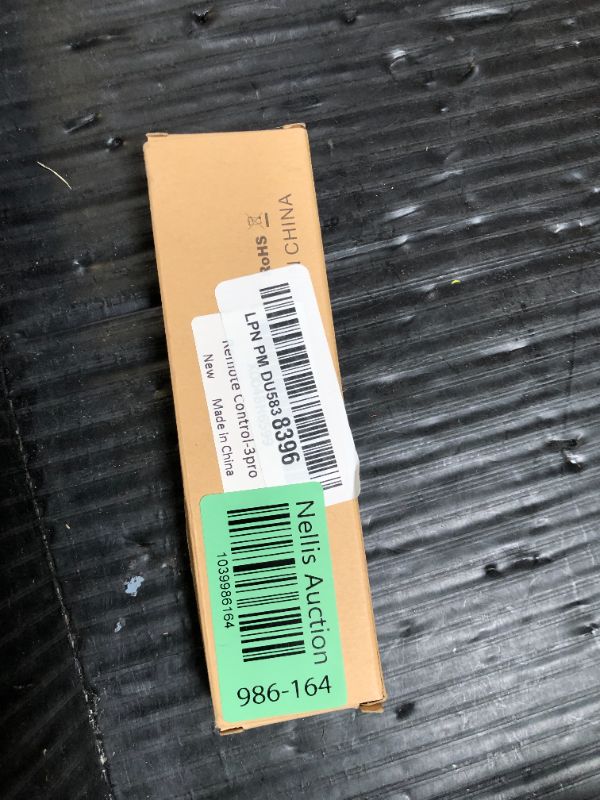 RoHS
CHINA
LPN PM DU583 8396
Remote Control-3pro
New Made In China
Nellis Auction
1039986164
986-164